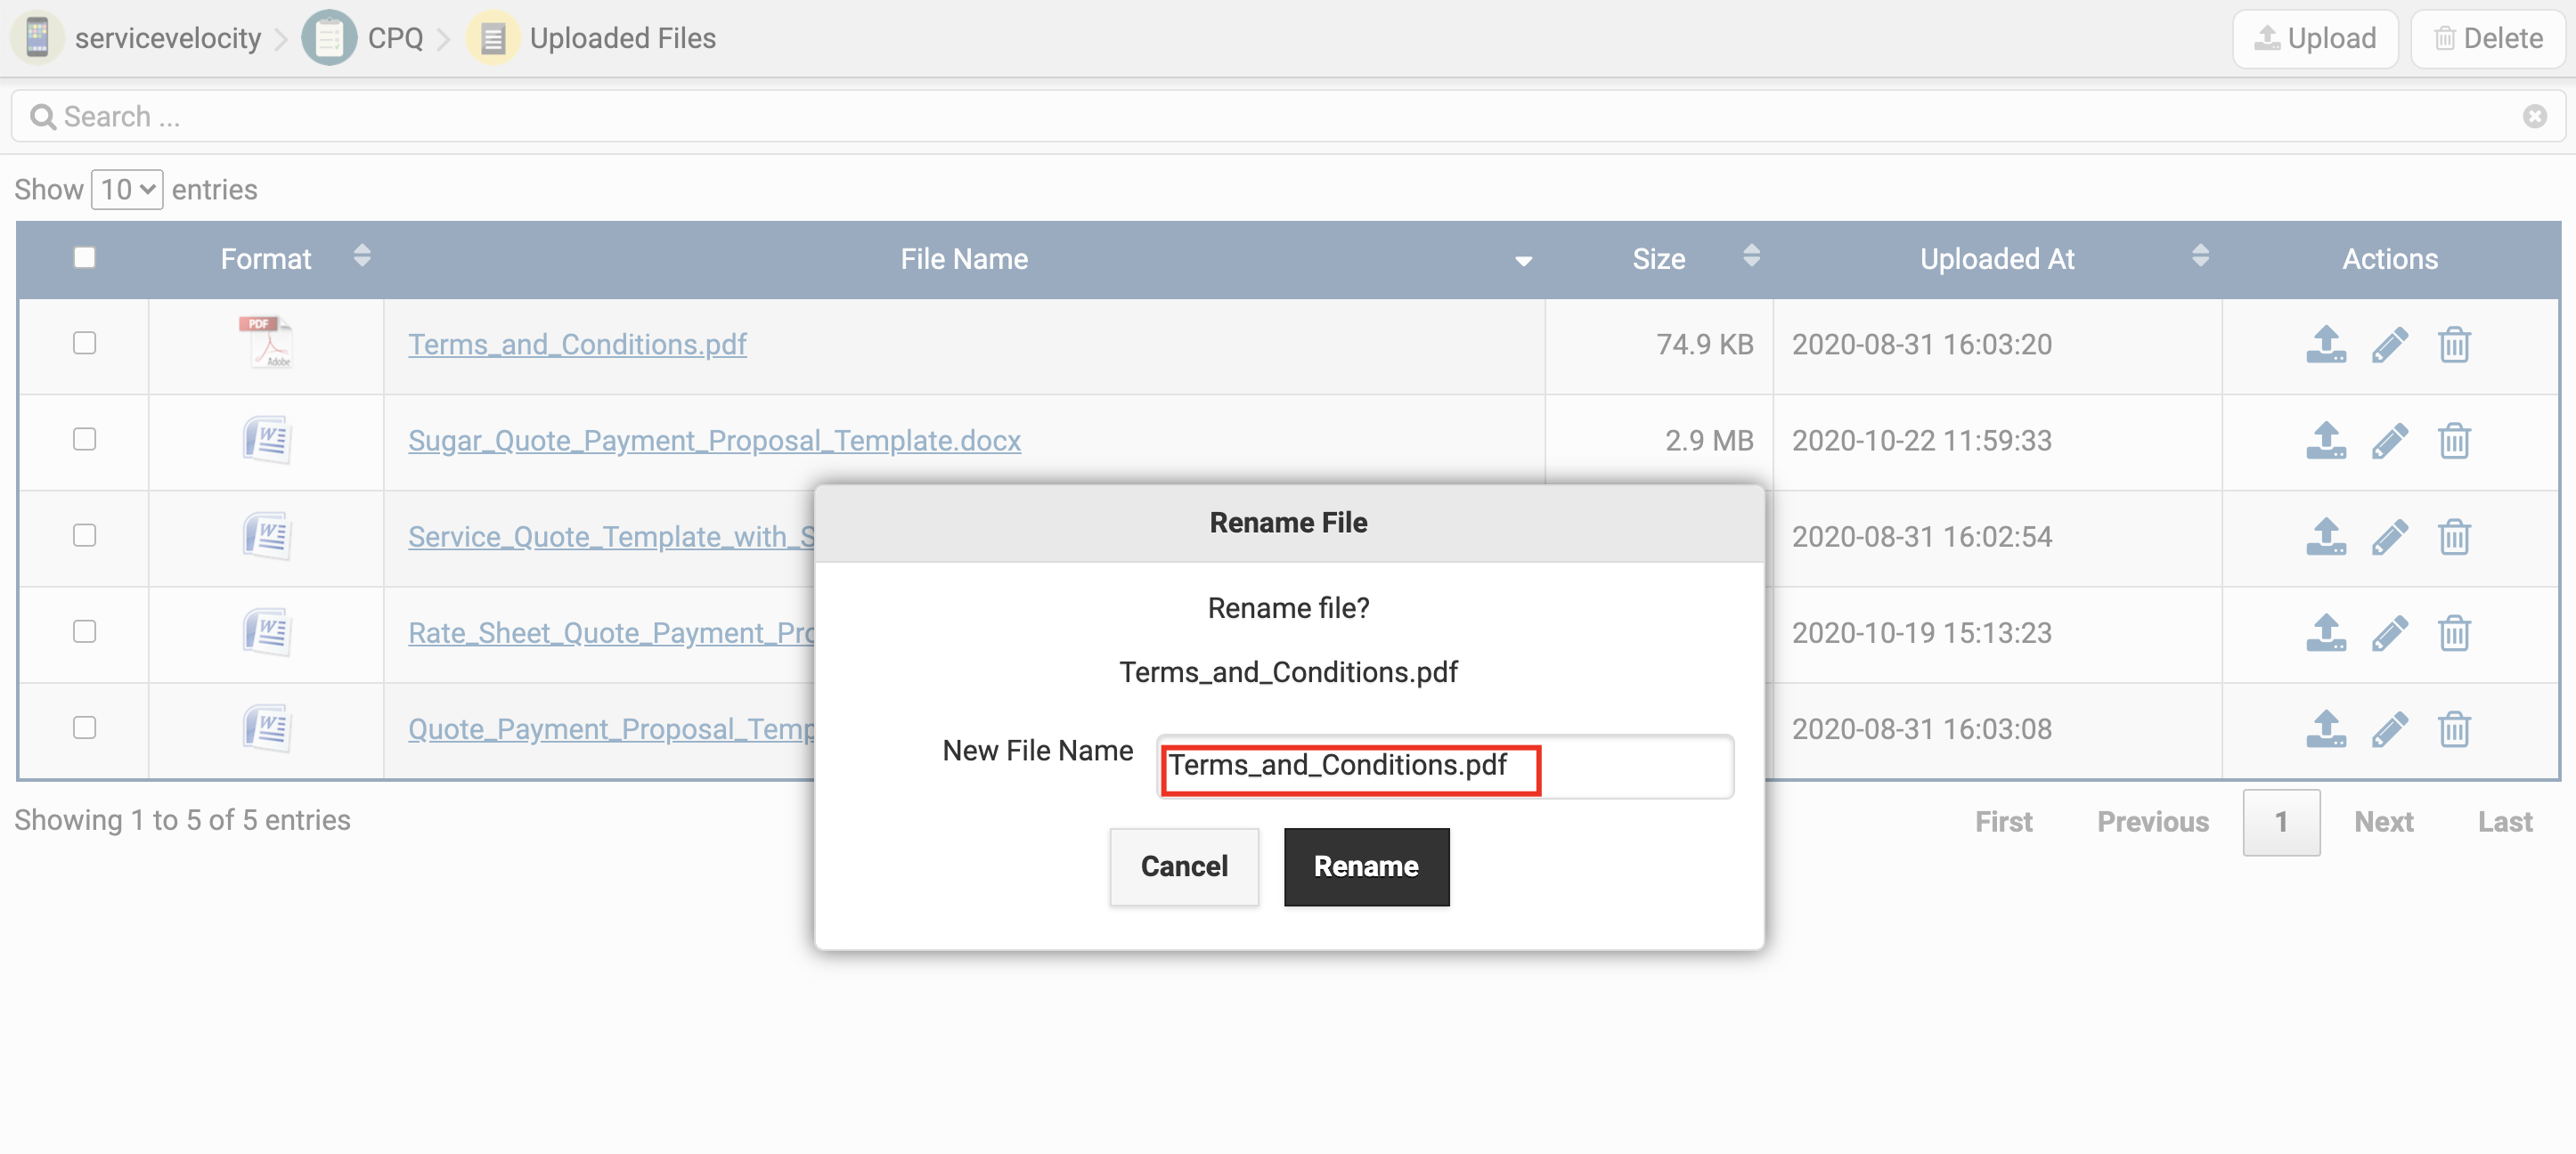 servicevelocity CPQ Uploaded Files Upload Delete
Search ...
Show 10 entries
Format File Name Size Uploaded At Actions
PDF Adobe Terms_and_Conditions.pdf 74.9 KB 2020-08-31 16:03:20
W Sugar_Quote_Payment_Proposal_Template.docx 2.9 MB 2020-10-22 11:59:33
W Service_Quote_Template_with_S 2020-08-31 16:02:54
W Rate_Sheet_Quote_Payment_Pro 2020-10-19 15:13:23
W Quote_Payment_Proposal_Temp 2020-08-31 16:03:08
Rename File
Rename file?
Terms_and_Conditions.pdf
New File Name Terms_and_Conditions.pdf
Cancel Rename
Showing 1 to 5 of 5 entries First Previous 1 Next Last